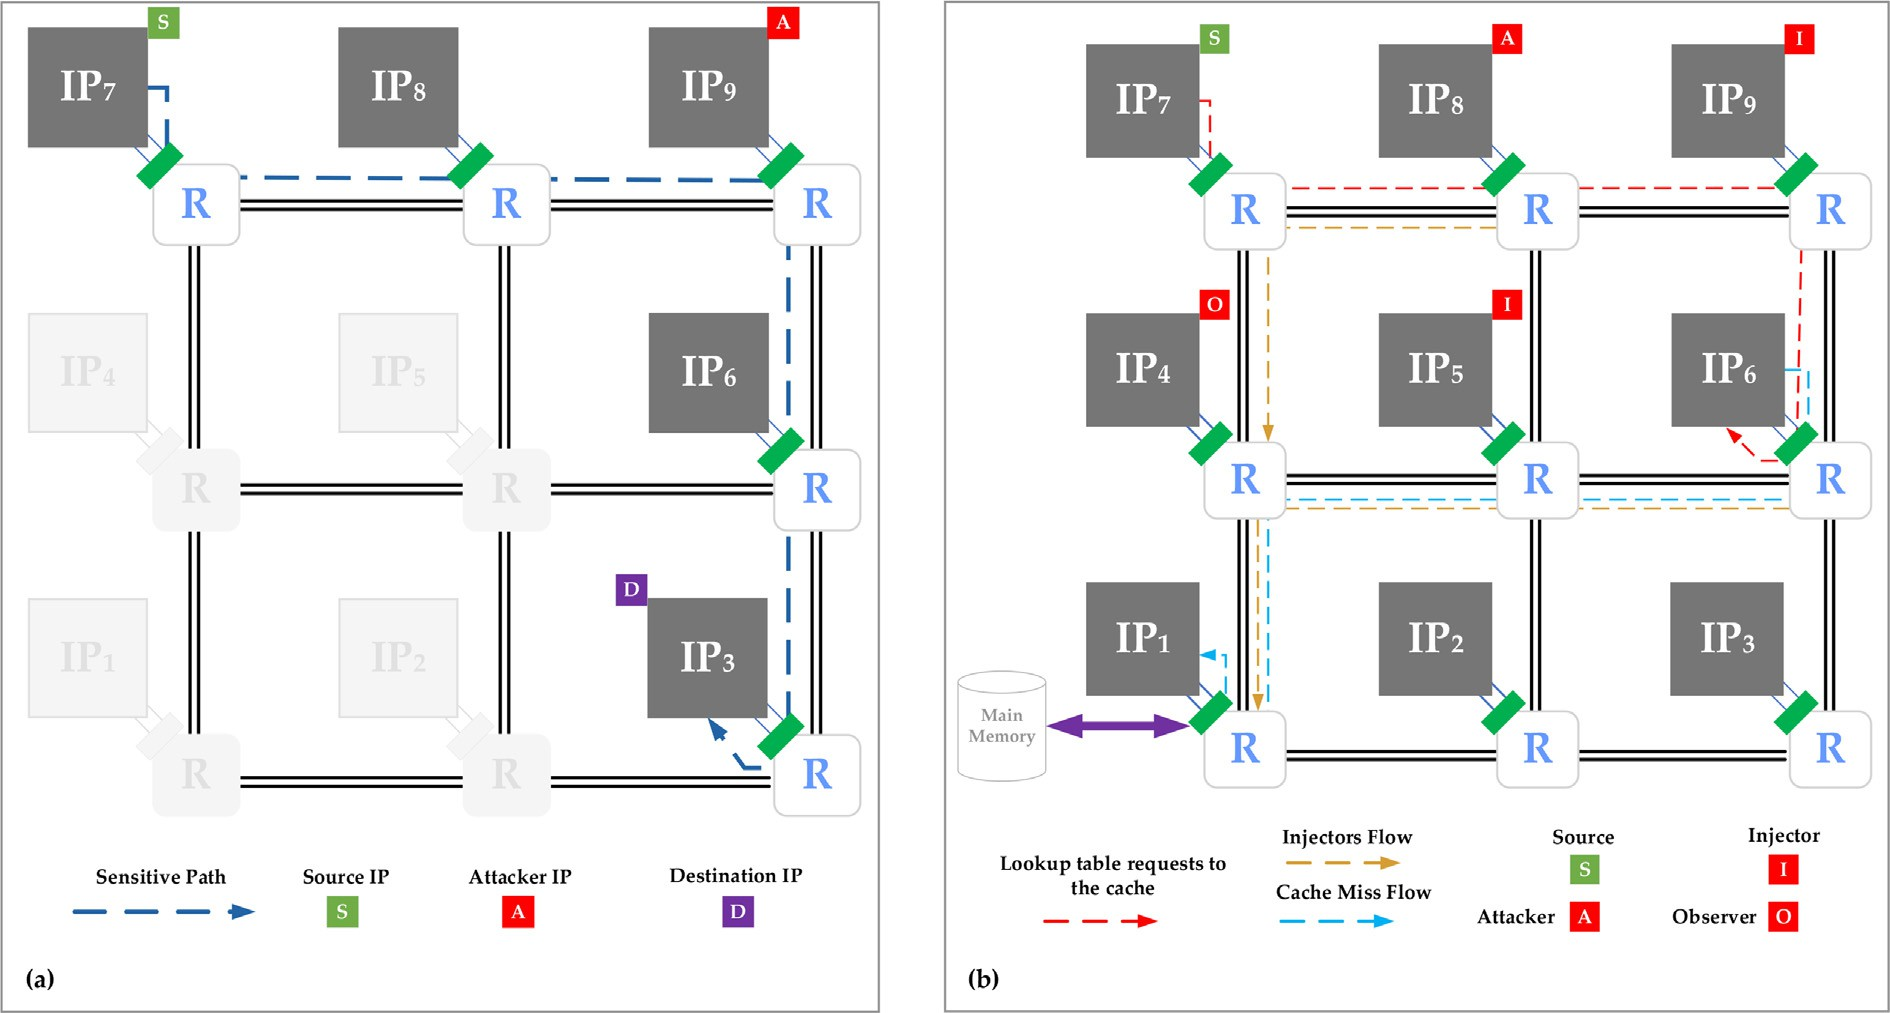 S
A
IP7
IP8
IP9
R
R
R
IP4
IP5
IP6
R
R
R
D
IP1
IP2
IP3
R
R
R
Sensitive Path
Source IP
Attacker IP
Destination IP
S
A
D
(a)
S
A
I
IP7
IP8
IP9
R
R
R
O
I
IP4
IP5
IP6
R
R
R
IP1
IP2
IP3
Main
Memory
R
R
R
Lookup table requests to
the cache
Injectors Flow
Cache Miss Flow
Source
S
Attacker A
Injector
I
Observer O
(b)